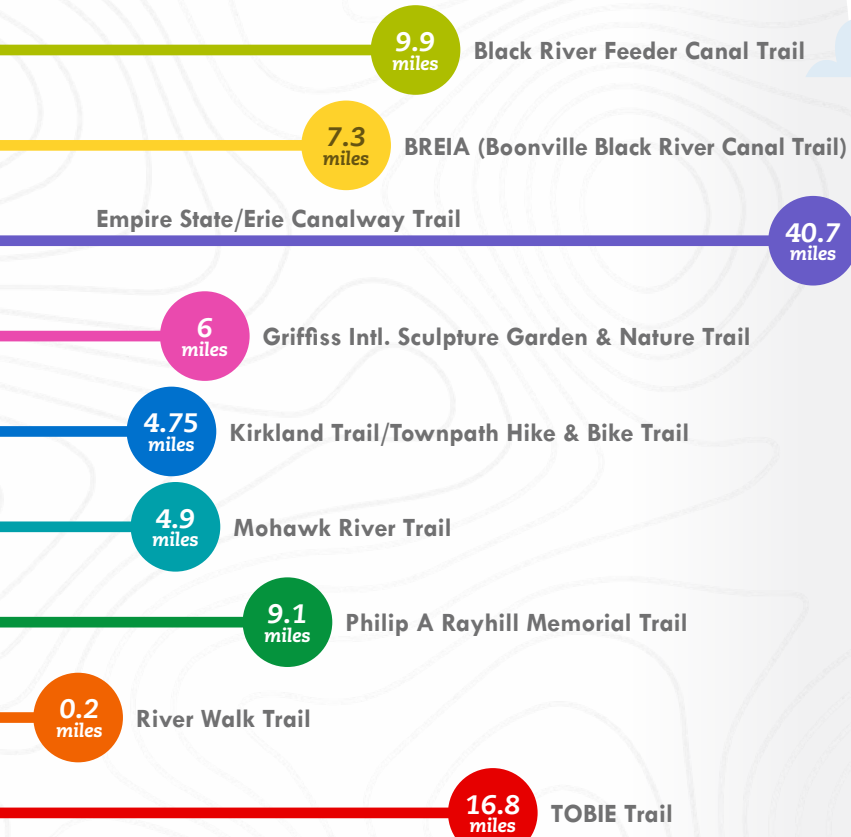 9.9
miles
Black River Feeder Canal Trail
7.3
miles
BREIA (Boonville Black River Canal Trail)
Empire State/Erie Canalway Trail
40.7
miles
6
miles
Griffiss Intl. Sculpture Garden & Nature Trail
4.75
miles
Kirkland Trail/Townpath Hike & Bike Trail
4.9
miles
Mohawk River Trail
9.1
miles
Philip A Rayhill Memorial Trail
0.2
miles
River Walk Trail
16.8
miles
TOBIE Trail